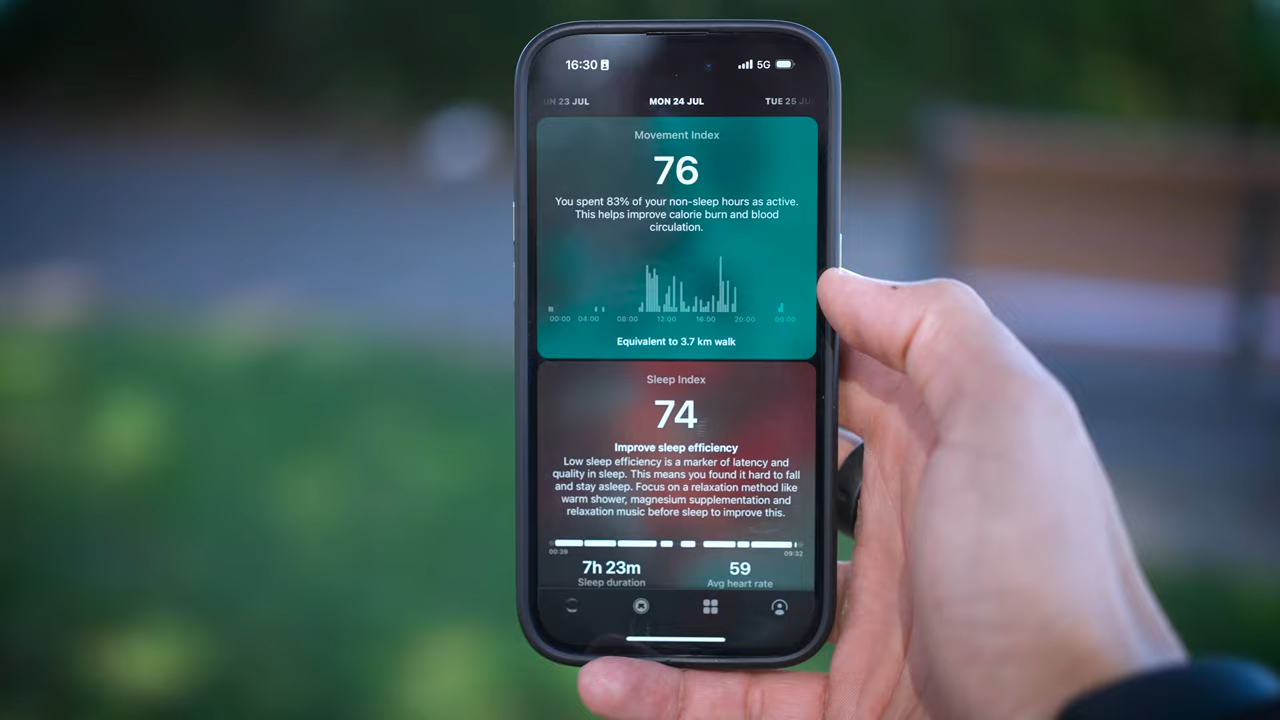 16:30 5G
UN 23 JUL MON 24 JUL TUE 25 JU
Movement Index
76
You spent 83% of your non-sleep hours as active.
This helps improve calorie burn and blood
circulation.
00:00 04:00 08:00 12:00 16:00 20:00 00:00
Equivalent to 3.7 km walk
Sleep Index
74
Improve sleep efficiency
Low sleep efficiency is a marker of latency and
quality in sleep. This means you found it hard to fall
and stay asleep. Focus on a relaxation method like
warm shower, magnesium supplementation and
relaxation music before sleep to improve this.
00:39 09:32
7h 23m 59
Sleep duration Avg heart rate